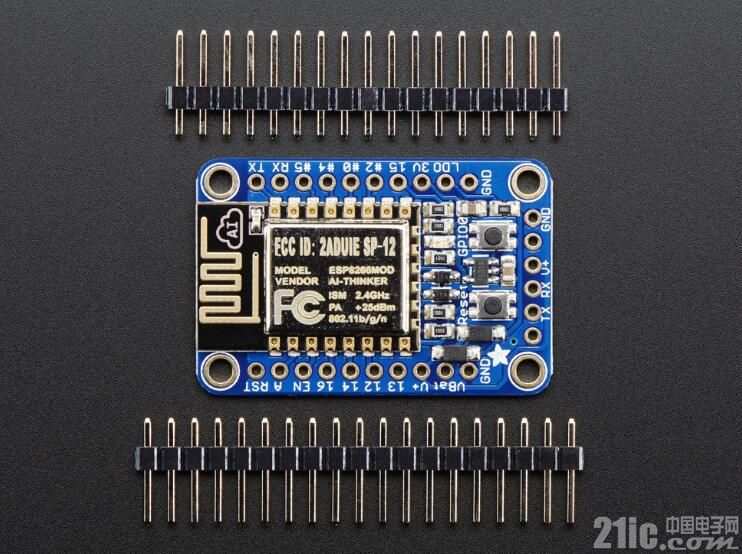 TX RX #5 #4 #0 #2 15 3V LDO GND
AI
FCC ID: 2ADUIE SP-12
MODEL ESP8266MOD
VENDOR AI-THINKER
FC
ISM 2.4GHz
PA +25dBm
802.11b/g/n
GPIO0
Reset
GND
V+
RX
TX
RST A EN 16 14 12 13 V+ VBat GND
21ic 中国电子网
.com